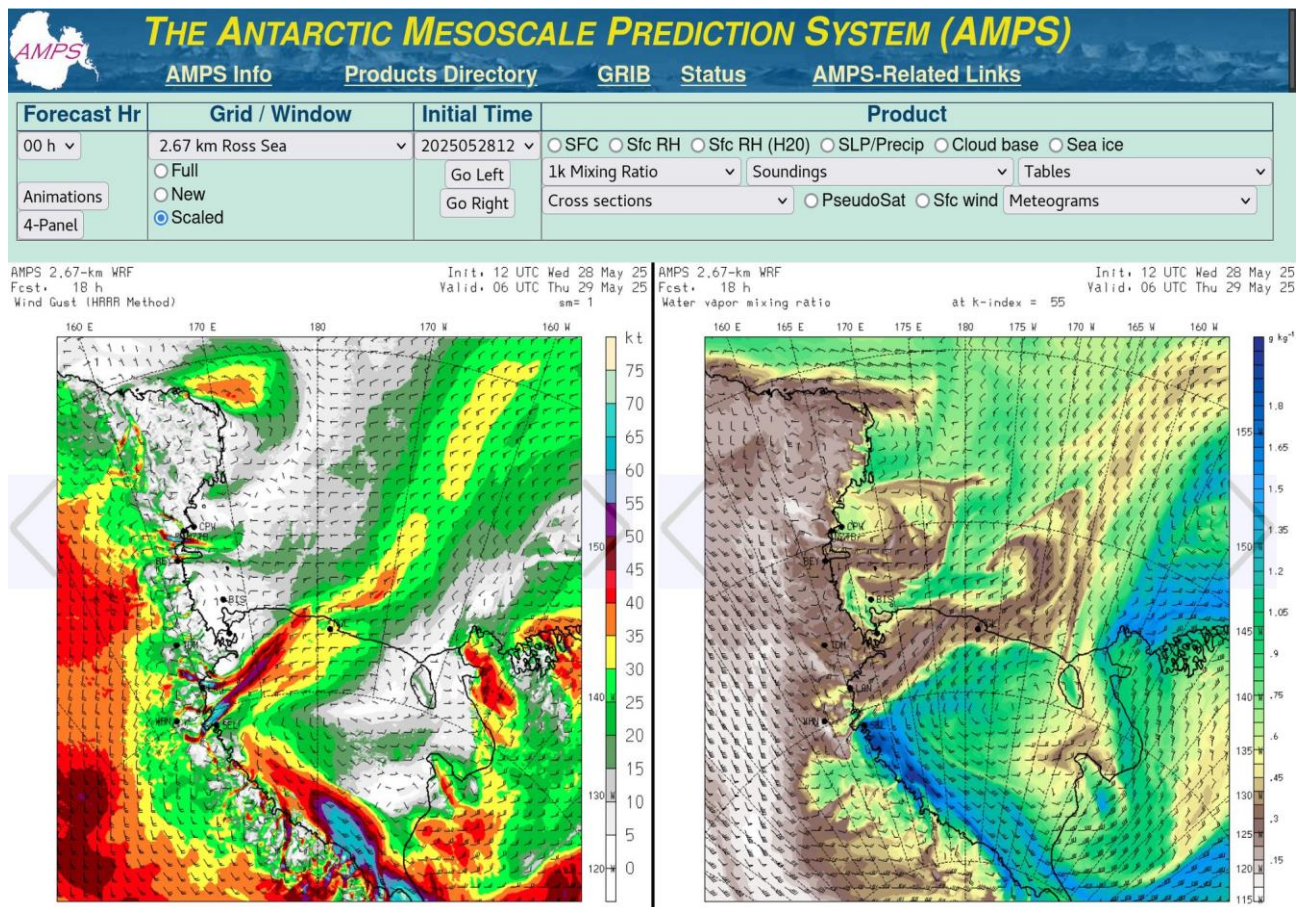 AMPS
THE ANTARCTIC MESOSCALE PREDICTION SYSTEM (AMPS)
AMPS Info Products Directory GRIB Status AMPS-Related Links
Forecast Hr Grid / Window Initial Time Product
00 h 2.67 km Ross Sea 2025052812 SFC Sfc RH Sfc RH (H20) SLP/Precip Cloud base Sea ice
Full Go Left 1k Mixing Ratio Soundings Tables
Animations New Go Right Cross sections PseudoSat Sfc wind Meteograms
4-Panel Scaled
AMPS 2.67-km WRF Init: 12 UTC Wed 28 May 25
Fcst: 18 h Valid: 06 UTC Thu 29 May 25
Wind Gust (HRRR Method) sm= 1
160 E 170 E 180 170 W 160 W
kt
75
70
65
60
55
50
45
40
35
30
25
20
15
10
5
0
CPW
BIS
150
140 W
130 W
120 W
AMPS 2.67-km WRF Init: 12 UTC Wed 28 May 25
Fcst: 18 h Valid: 06 UTC Thu 29 May 25
Water vapor mixing ratio at k-index = 55
160 E 165 E 170 E 175 E 180 175 W 170 W 165 W 160 W
g kg-1
1.8
1.65
1.5
1.35
1.2
1.05
.9
.75
.6
.45
.3
.15
CPW
BIS
155
150
145
140 W
135
130 W
125
120 W
115 W